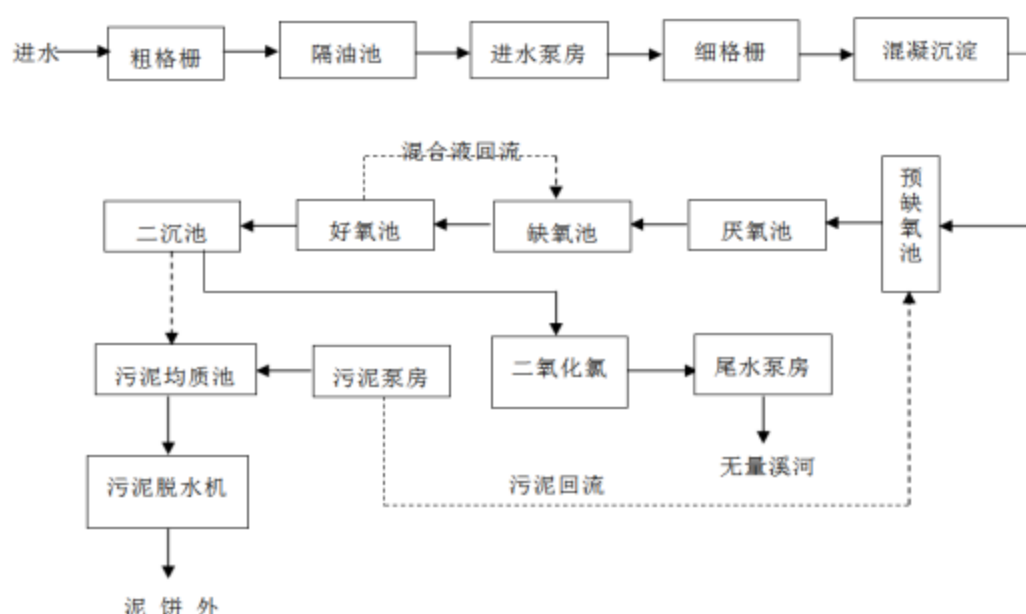 进水
粗格栅
隔油池
进水泵房
细格栅
混凝沉淀
混合液回流
预缺氧池
二沉池
好氧池
缺氧池
厌氧池
污泥均质池
污泥泵房
二氧化氯
尾水泵房
无量溪河
污泥脱水机
污泥回流
泥饼外